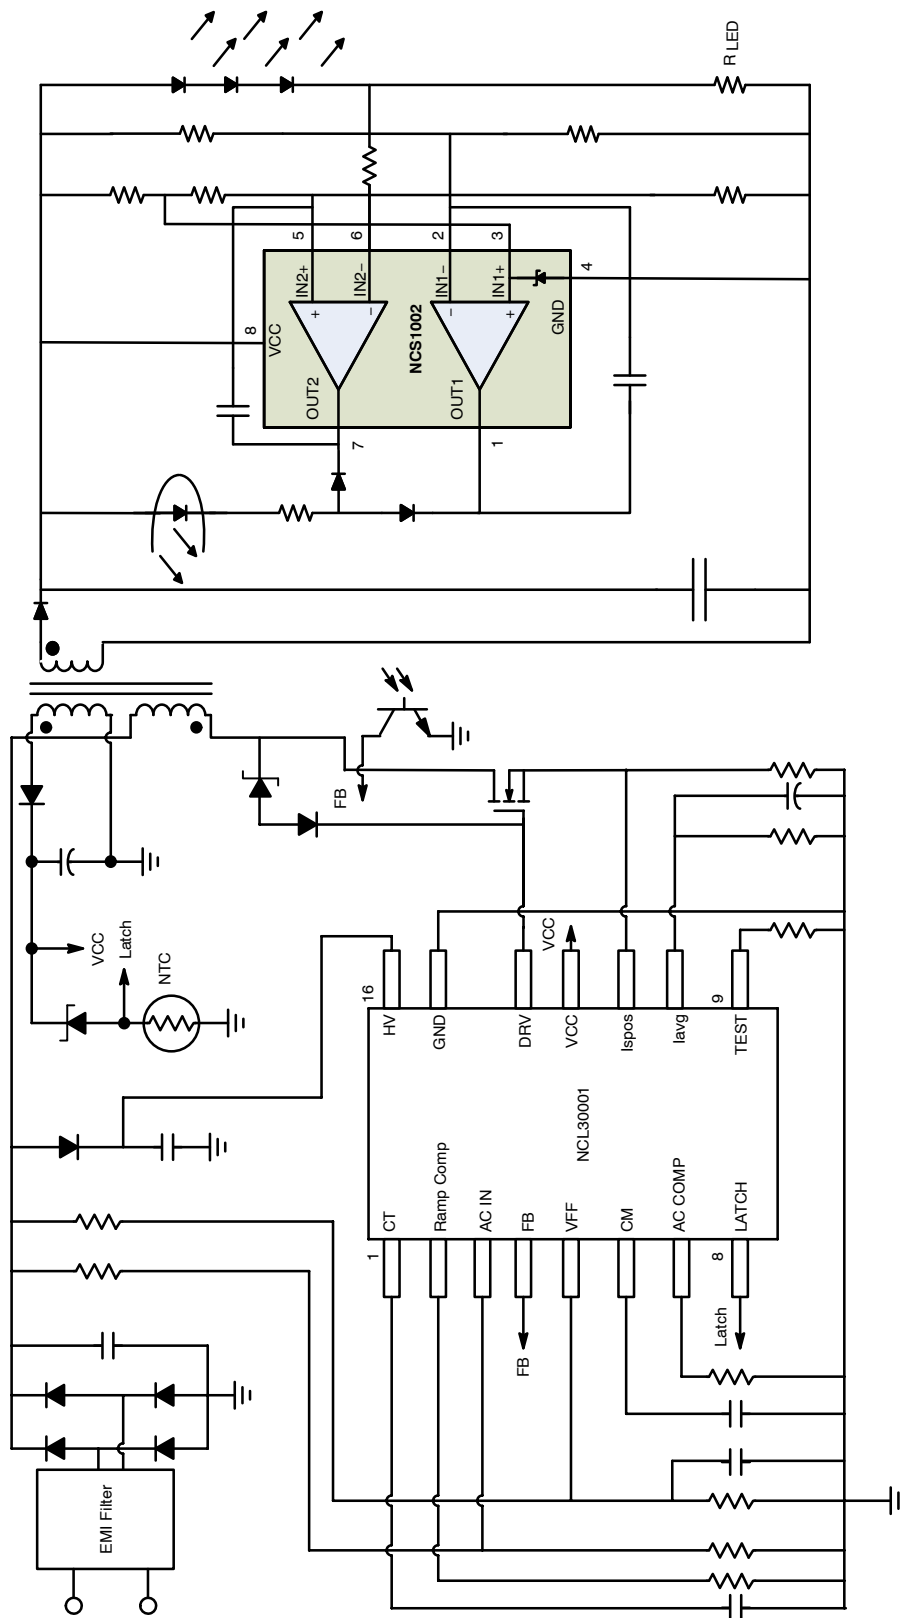 EMI Filter
NTC
VCC
Latch
FB
1
CT
Ramp Comp
AC IN
FB
FB
VFF
CM
AC COMP
8
LATCH
Latch
NCL30001
16
HV
GND
DRV
VCC
VCC
Ispos
Iavg
9
TEST
NCS1002
OUT2
7
OUT1
1
8
VCC
5
IN2+
6
IN2−
2
IN1−
3
IN1+
4
GND
+
−
−
+
R LED